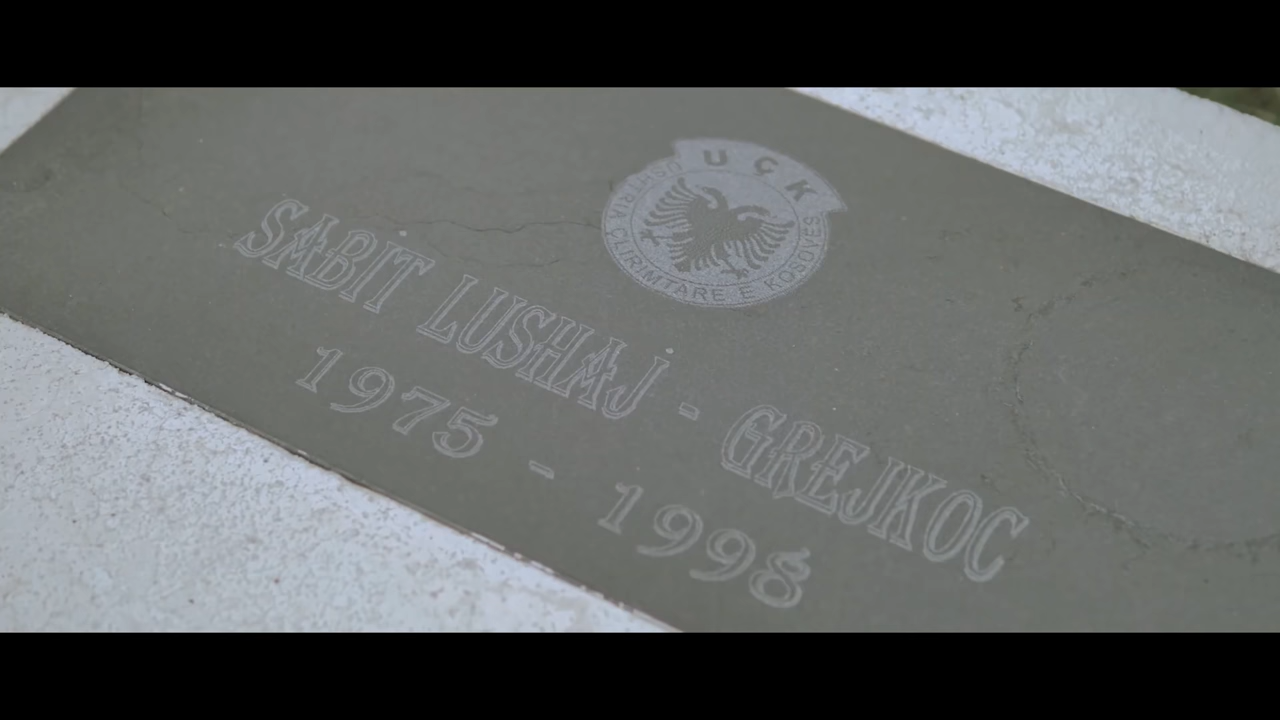 UÇK
USHTRIA ÇLIRIMTARE E KOSOVËS
SABIT LUSHAJ - GREJKOC
1975 - 1998